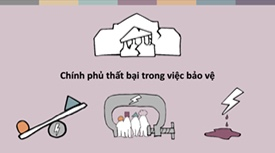 Chính phủ thất bại trong việc bảo vệ